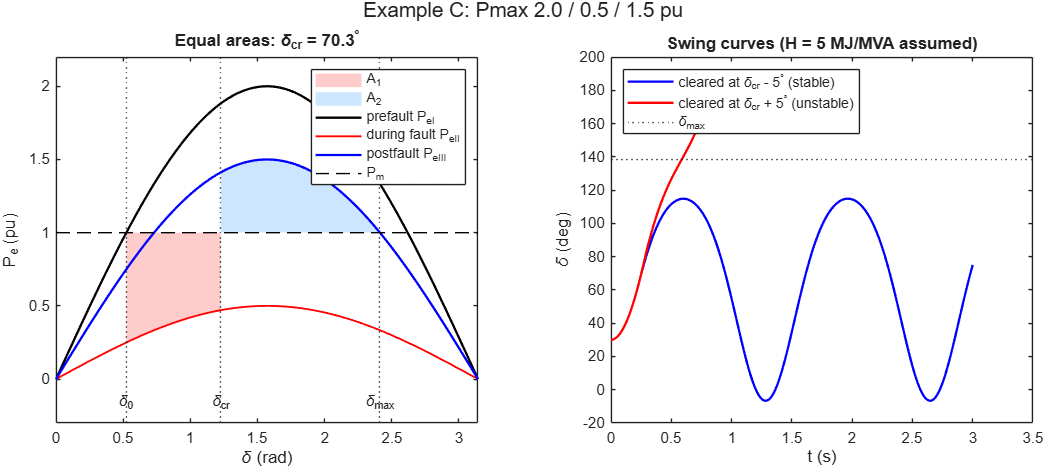 Example C: Pmax 2.0 / 0.5 / 1.5 pu
Equal areas: δcr = 70.3°
A1
A2
prefault PeI
during fault PeII
postfault PeIII
Pm
2
1.5
1
0.5
0
Pe (pu)
δ0
δcr
δmax
0 0.5 1 1.5 2 2.5 3
δ (rad)
Swing curves (H = 5 MJ/MVA assumed)
cleared at δcr - 5° (stable)
cleared at δcr + 5° (unstable)
δmax
200
180
160
140
120
100
80
60
40
20
0
-20
δ (deg)
0 0.5 1 1.5 2 2.5 3 3.5
t (s)